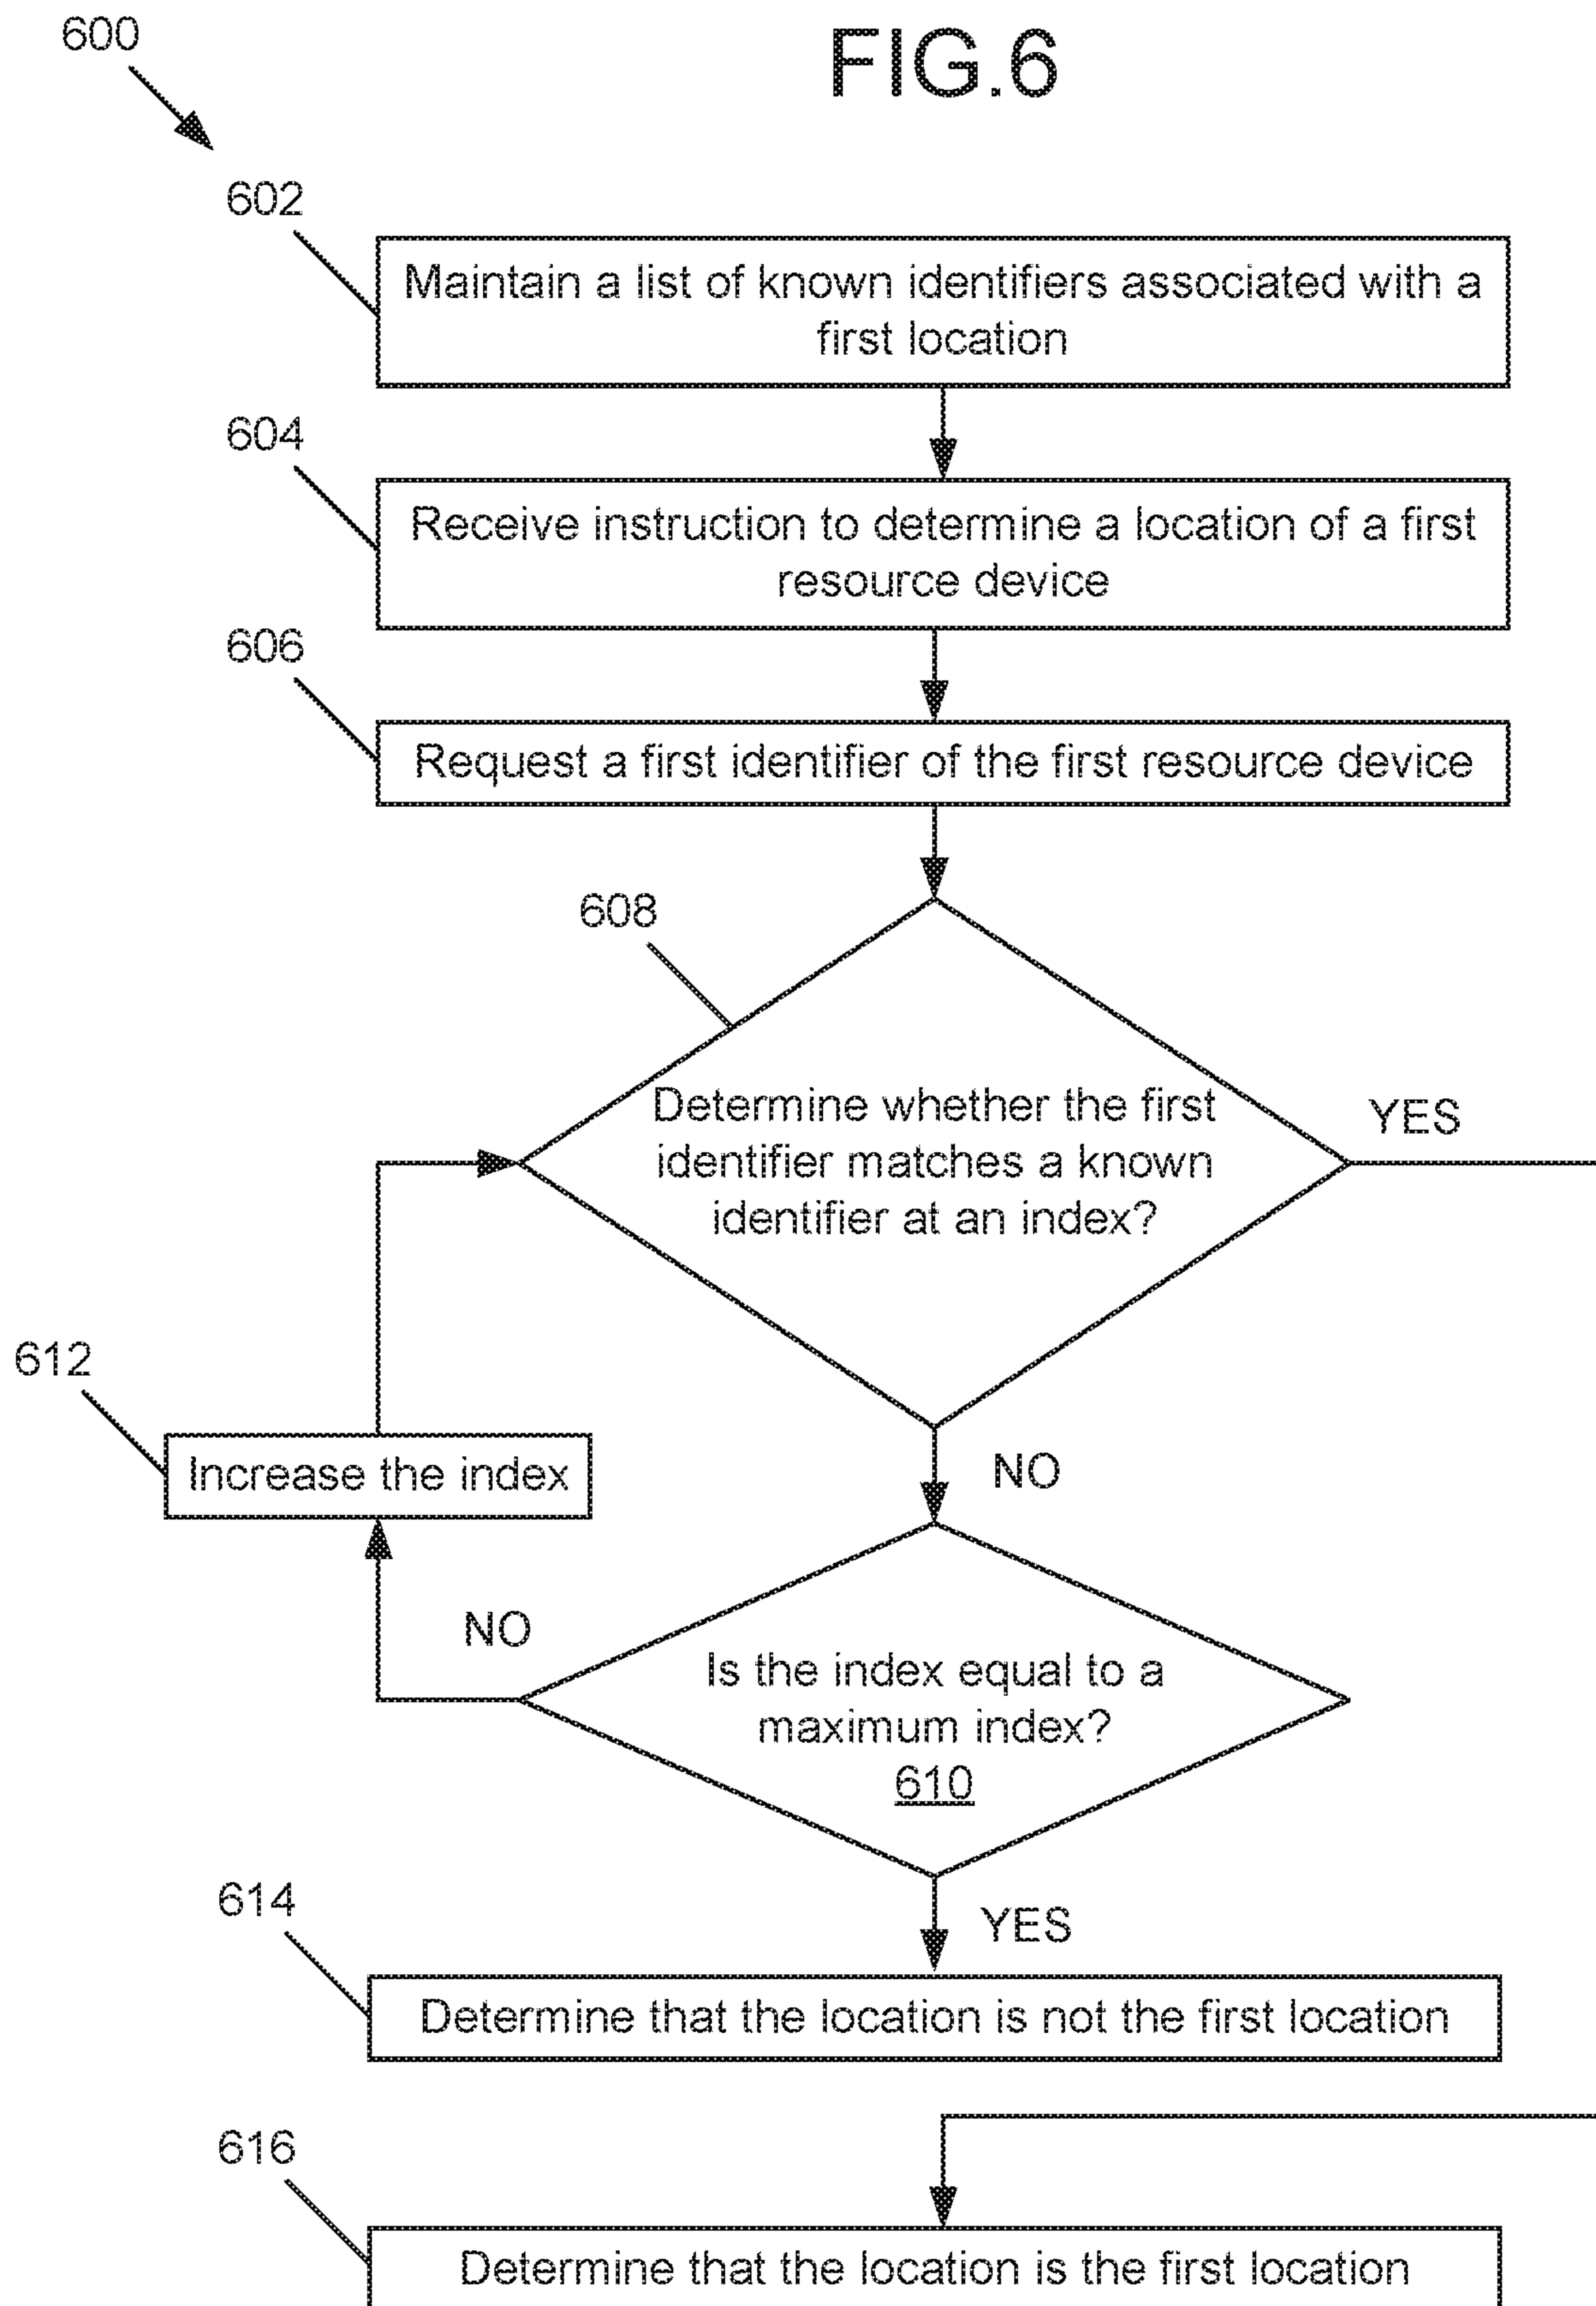 600
FIG.6
602
Maintain a list of known identifiers associated with a
first location
604
Receive instruction to determine a location of a first
resource device
606
Request a first identifier of the first resource device
608
Determine whether the first
identifier matches a known
identifier at an index?
YES
612
Increase the index
NO
NO
Is the index equal to a
maximum index?
610
614
YES
Determine that the location is not the first location
616
Determine that the location is the first location